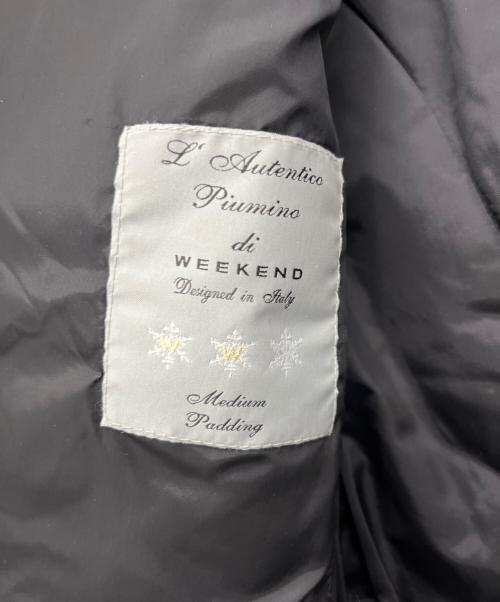 L' Autentico
Piumino
di
WEEKEND
Designed in Italy
W W
Medium
Padding